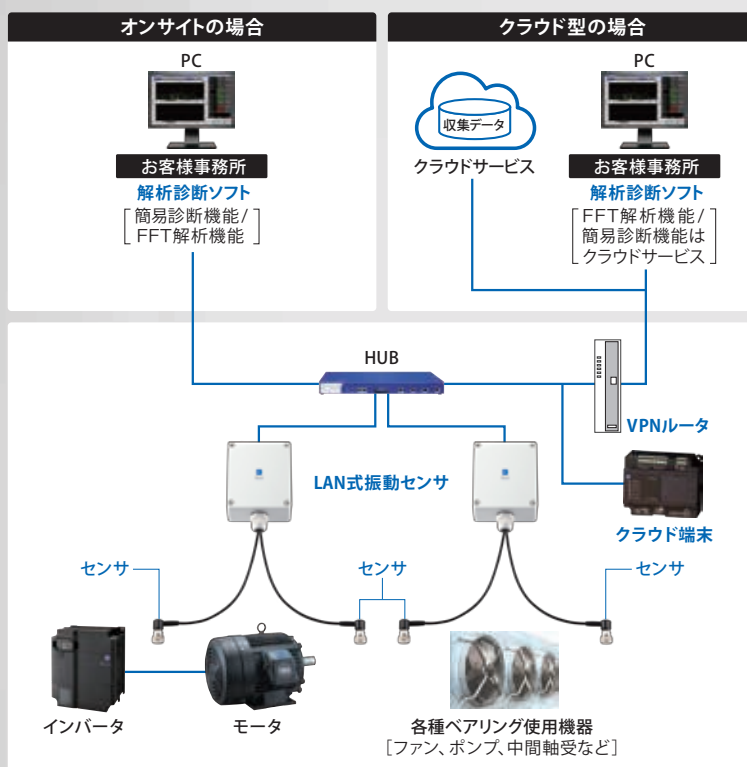 オンサイトの場合
PC
お客様事務所
解析診断ソフト
[簡易診断機能/
FFT解析機能]
クラウド型の場合
収集データ
クラウドサービス
PC
お客様事務所
解析診断ソフト
[FFT解析機能/
簡易診断機能は
クラウドサービス]
HUB
VPNルータ
LAN式振動センサ
クラウド端末
センサ
センサ
センサ
インバータ
モータ
各種ベアリング使用機器
[ファン、ポンプ、中間軸受など]